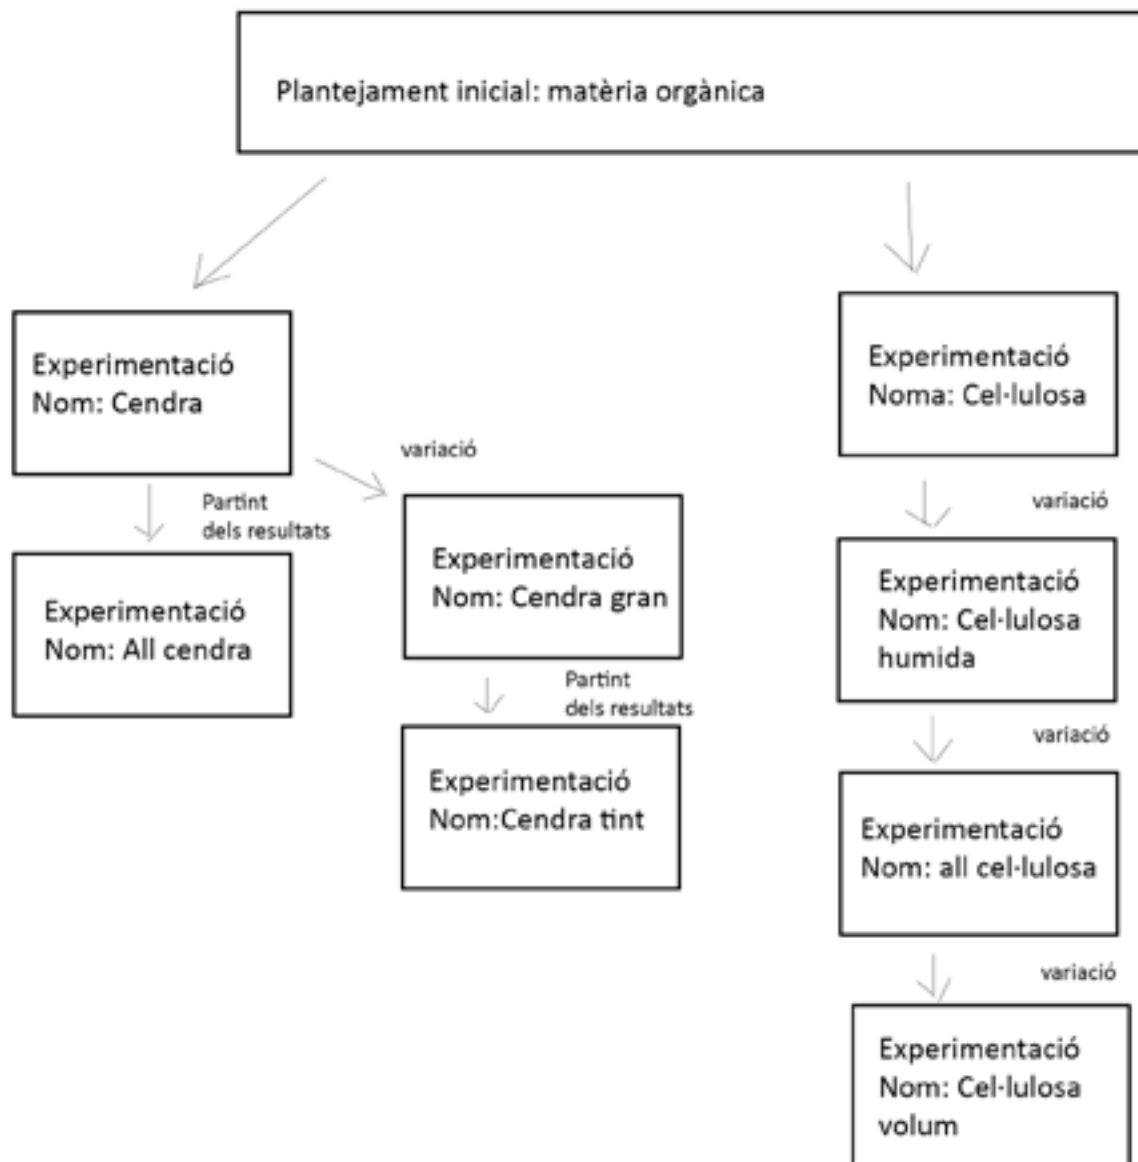 Plantejament inicial: matèria orgànica
Experimentació
Nom: Cendra
Partint
dels resultats
Experimentació
Nom: All cendra
variació
Experimentació
Nom: Cendra gran
Partint
dels resultats
Experimentació
Nom:Cendra tint
Experimentació
Noma: Cel·lulosa
variació
Experimentació
Nom: Cel·lulosa
humida
variació
Experimentació
Nom: all cel·lulosa
variació
Experimentació
Nom: Cel·lulosa
volum